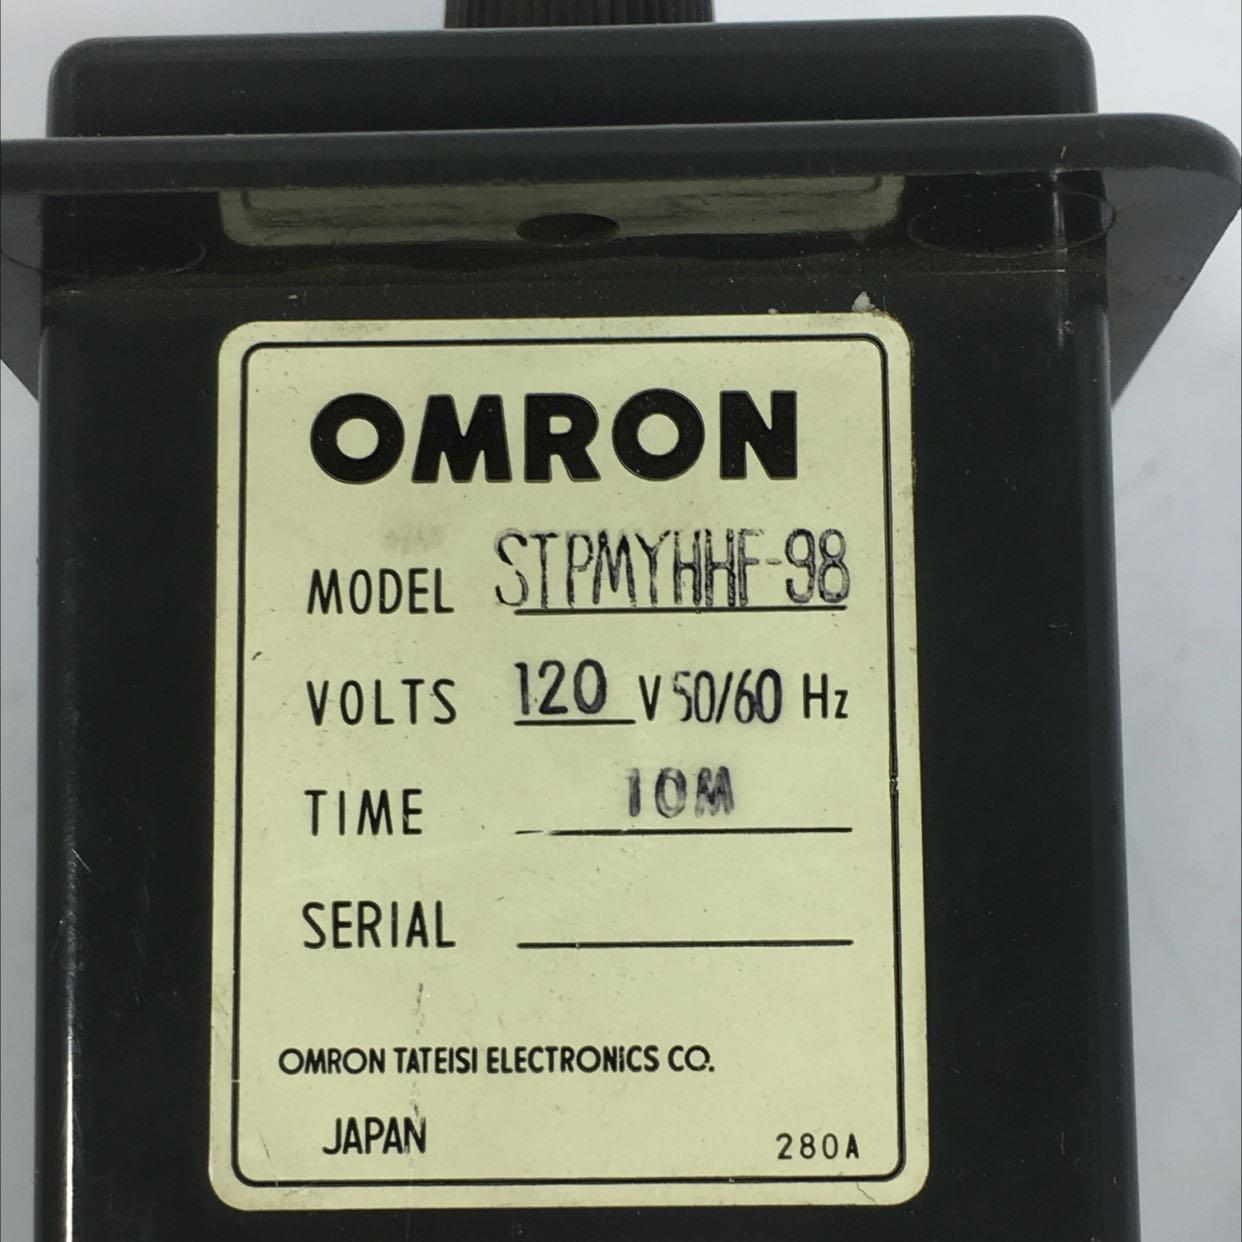 OMRON
MODEL STPMYHHF-98
VOLTS 120 V 50/60 Hz
TIME 10M
SERIAL
OMRON TATEISI ELECTRONICS CO.
JAPAN 280A